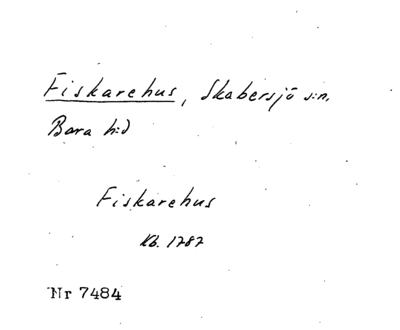 Fiskarehus, Skabersjö s:n,
Bara h:d
Fiskarehus
Kb. 1787
Nr 7484